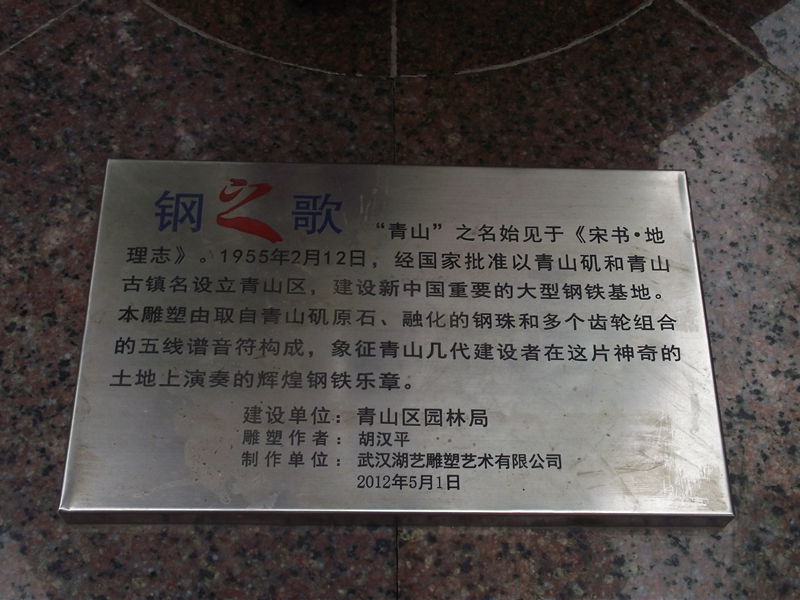 钢之歌 “青山”之名始见于《宋书·地
理志》。1955年2月12日，经国家批准以青山矶和青山
古镇名设立青山区，建设新中国重要的大型钢铁基地。
本雕塑由取自青山矶原石、融化的钢珠和多个齿轮组合
的五线谱音符构成，象征青山几代建设者在这片神奇的
土地上演奏的辉煌钢铁乐章。
建设单位：青山区园林局
雕塑作者：胡汉平
制作单位：武汉湖艺雕塑艺术有限公司
2012年5月1日